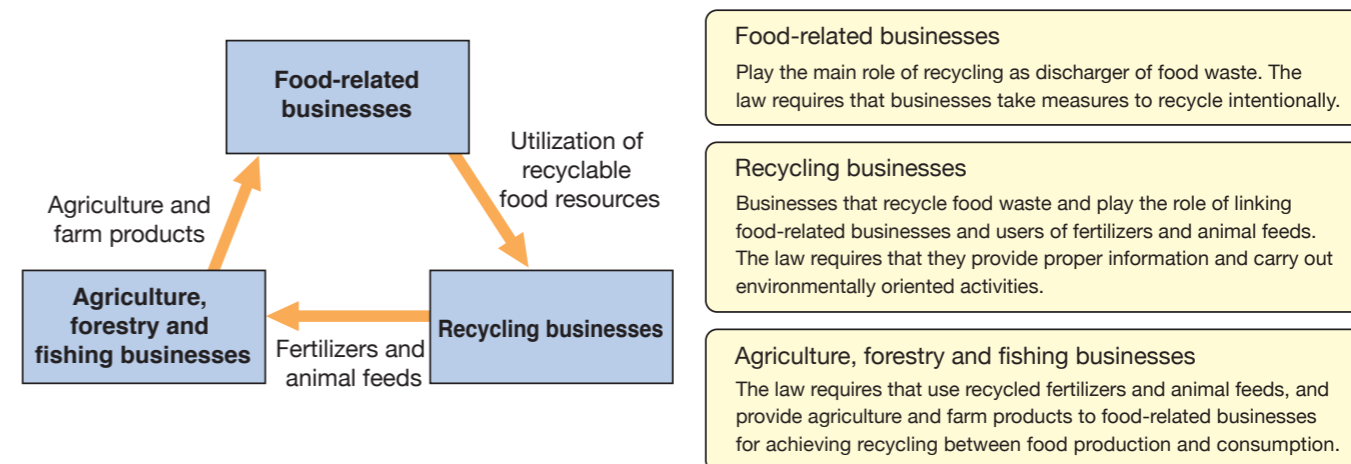 Food-related
businesses
Utilization of
recyclable
food resources
Agriculture and
farm products
Agriculture,
forestry and
fishing businesses
Fertilizers and
animal feeds
Recycling businesses
Food-related businesses
Play the main role of recycling as discharger of food waste. The
law requires that businesses take measures to recycle intentionally.
Recycling businesses
Businesses that recycle food waste and play the role of linking
food-related businesses and users of fertilizers and animal feeds.
The law requires that they provide proper information and carry out
environmentally oriented activities.
Agriculture, forestry and fishing businesses
The law requires that use recycled fertilizers and animal feeds, and
provide agriculture and farm products to food-related businesses
for achieving recycling between food production and consumption.